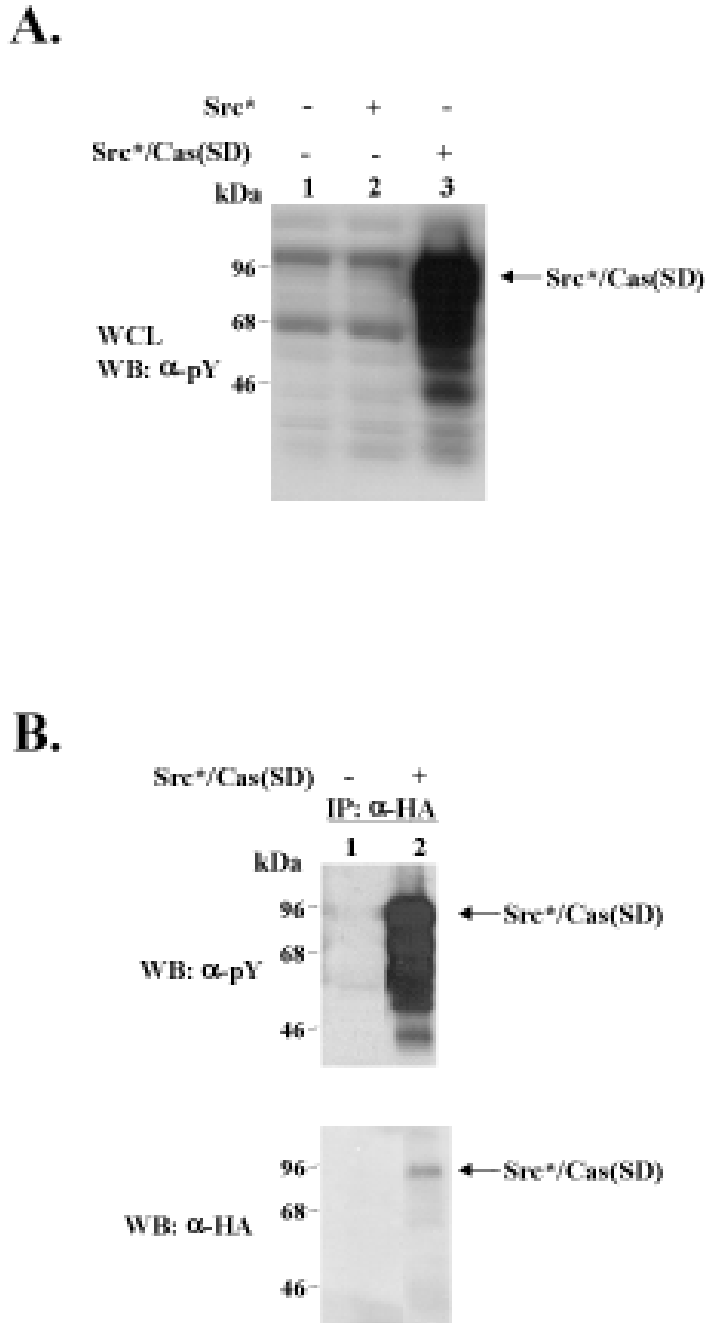 A.
Src* - + -
Src*/Cas(SD) - - +
kDa 1 2 3
96
Src*/Cas(SD)
68
WCL
WB: α-pY
46
B.
Src*/Cas(SD) - +
IP: α-HA
1 2
kDa
96
Src*/Cas(SD)
68
WB: α-pY
46
96
Src*/Cas(SD)
68
WB: α-HA
46